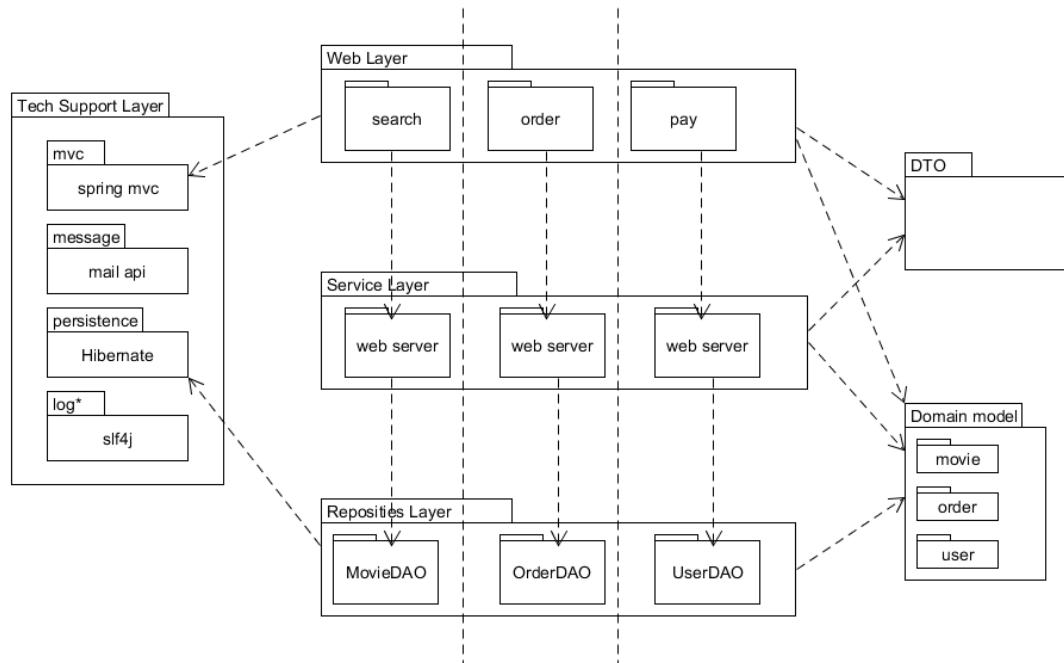 Web Layer
search
order
pay
Tech Support Layer
mvc
spring mvc
message
mail api
persistence
Hibernate
log*
slf4j
DTO
Service Layer
web server
web server
web server
Domain model
movie
order
user
Reposities Layer
MovieDAO
OrderDAO
UserDAO